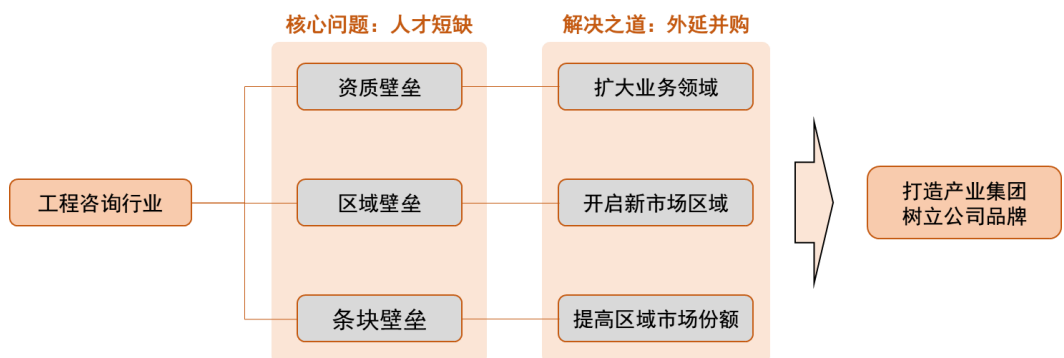 核心问题：人才短缺
解决之道：外延并购
资质壁垒
扩大业务领域
工程咨询行业
区域壁垒
开启新市场区域
打造产业集团
树立公司品牌
条块壁垒
提高区域市场份额